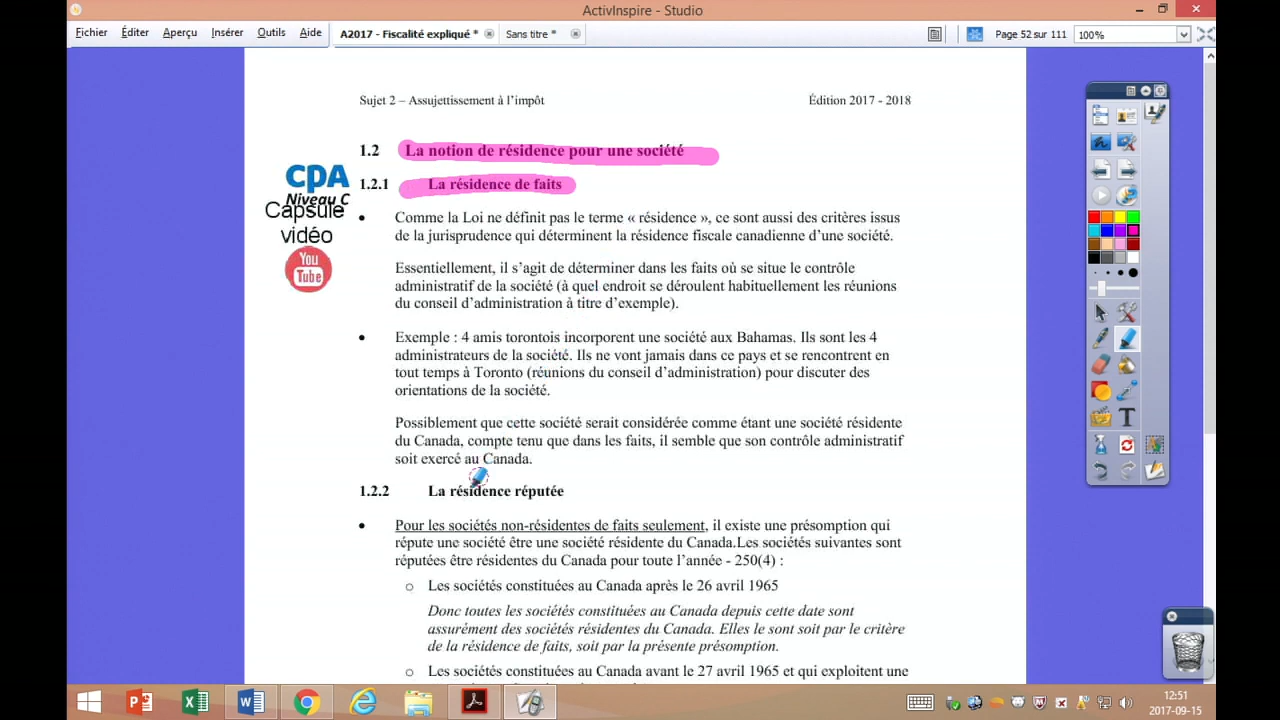 ActivInspire - Studio
Fichier Éditer Aperçu Insérer Outils Aide A2017 - Fiscalité expliqué * Sans titre * Page 52 sur 111 100%
Sujet 2 – Assujettissement à l'impôt Édition 2017 - 2018
1.2 La notion de résidence pour une société
1.2.1 La résidence de faits
CPA
Niveau C
Capsule
vidéo
You
Tube
• Comme la Loi ne définit pas le terme « résidence », ce sont aussi des critères issus
de la jurisprudence qui déterminent la résidence fiscale canadienne d'une société.
Essentiellement, il s'agit de déterminer dans les faits où se situe le contrôle
administratif de la société (à quel endroit se déroulent habituellement les réunions
du conseil d'administration à titre d'exemple).
• Exemple : 4 amis torontois incorporent une société aux Bahamas. Ils sont les 4
administrateurs de la société. Ils ne vont jamais dans ce pays et se rencontrent en
tout temps à Toronto (réunions du conseil d'administration) pour discuter des
orientations de la société.
Possiblement que cette société serait considérée comme étant une société résidente
du Canada, compte tenu que dans les faits, il semble que son contrôle administratif
soit exercé au Canada.
1.2.2 La résidence réputée
• Pour les sociétés non-résidentes de faits seulement, il existe une présomption qui
répute une société être une société résidente du Canada.Les sociétés suivantes sont
réputées être résidentes du Canada pour toute l'année - 250(4) :
o Les sociétés constituées au Canada après le 26 avril 1965
Donc toutes les sociétés constituées au Canada depuis cette date sont
assurément des sociétés résidentes du Canada. Elles le sont soit par le critère
de la résidence de faits, soit par la présente présomption.
o Les sociétés constituées au Canada avant le 27 avril 1965 et qui exploitent une
12:51
2017-09-15